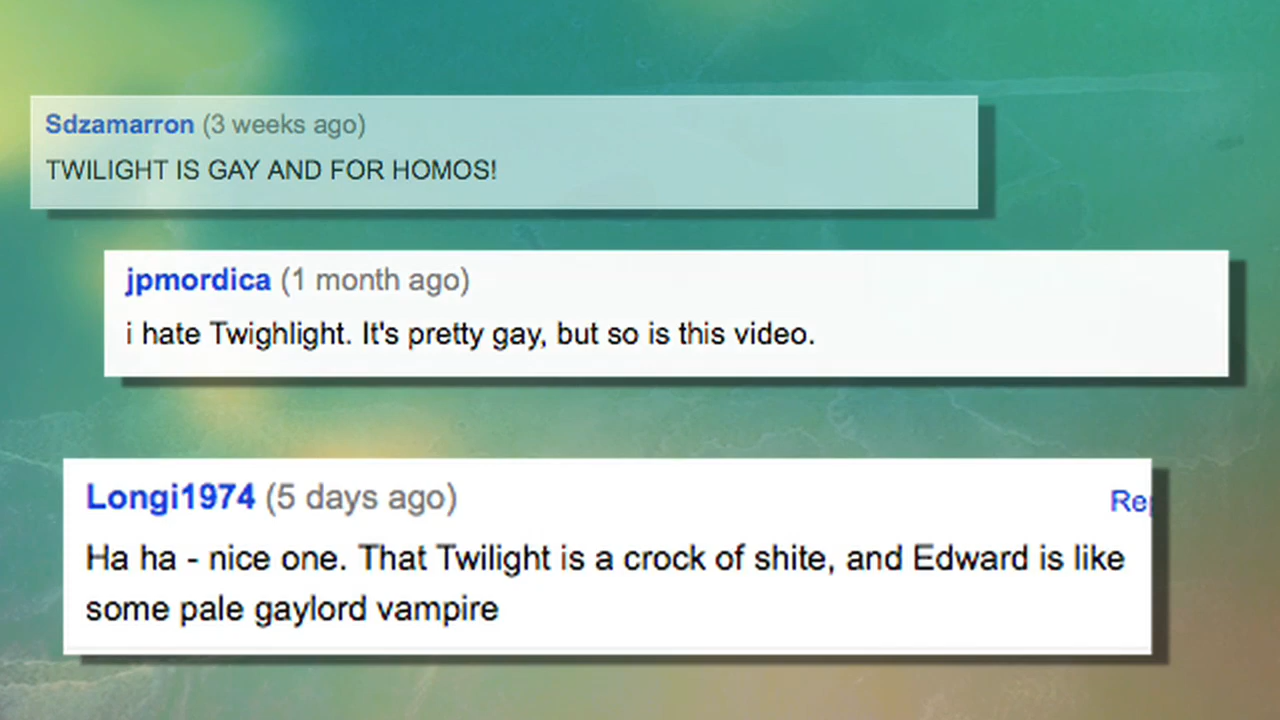 Sdzamarron (3 weeks ago)
TWILIGHT IS GAY AND FOR HOMOS!
jpmordica (1 month ago)
i hate Twighlight. It's pretty gay, but so is this video.
Longi1974 (5 days ago) Rep
Ha ha - nice one. That Twilight is a crock of shite, and Edward is like
some pale gaylord vampire